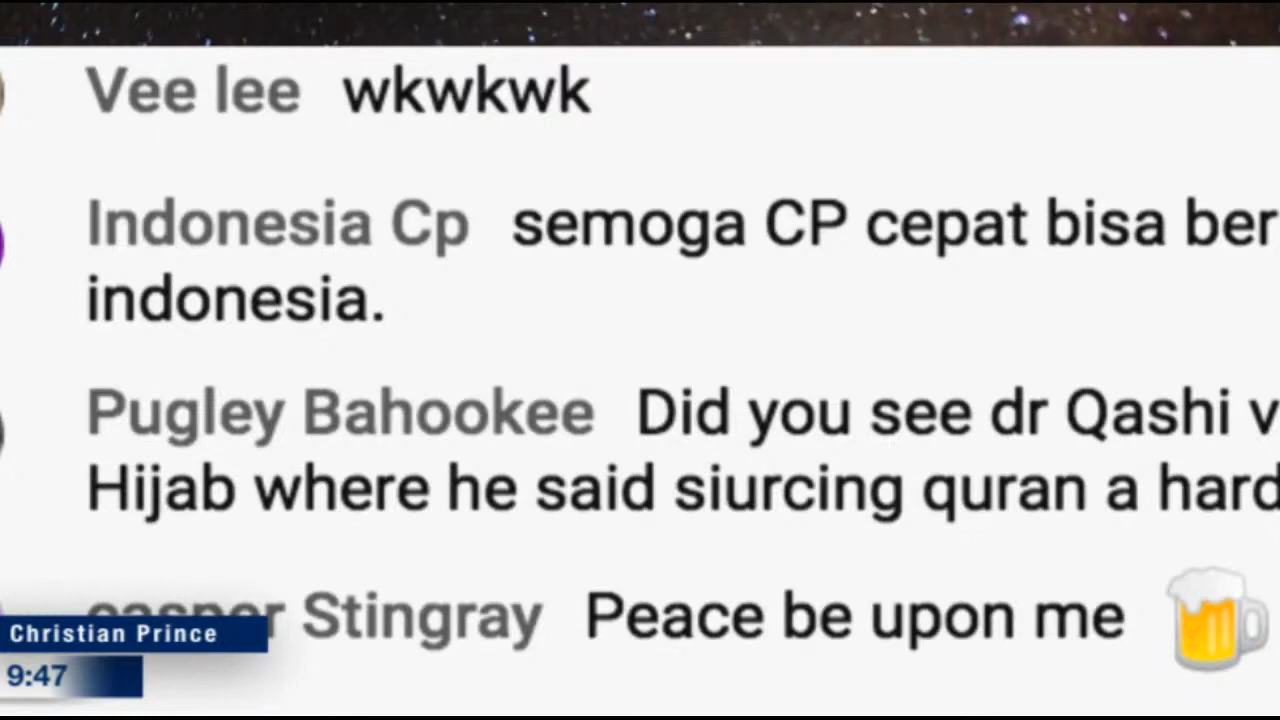 Vee lee wkwkwk
Indonesia Cp semoga CP cepat bisa ber
indonesia.
Pugley Bahookee Did you see dr Qashi v
Hijab where he said siurcing quran a hard
casper Stingray Peace be upon me 🍺
Christian Prince
9:47